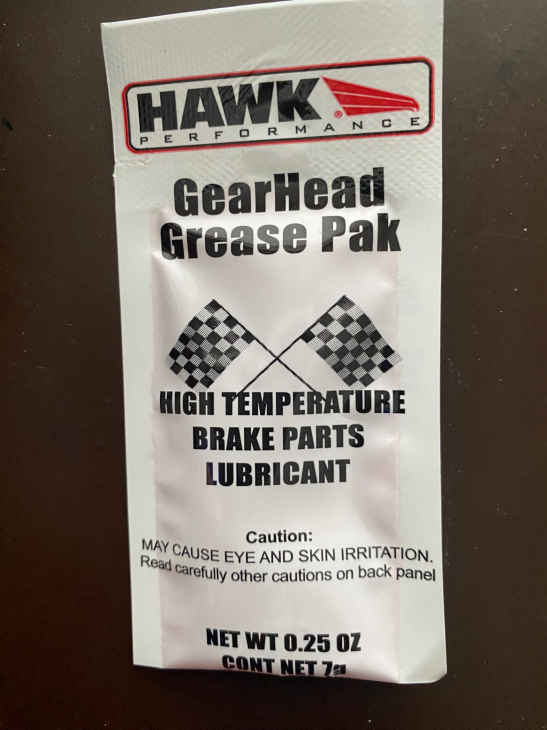 HAWK®
PERFORMANCE
GearHead
Grease Pak
HIGH TEMPERATURE
BRAKE PARTS
LUBRICANT
Caution:
MAY CAUSE EYE AND SKIN IRRITATION.
Read carefully other cautions on back panel
NET WT 0.25 OZ
CONT NET 7g